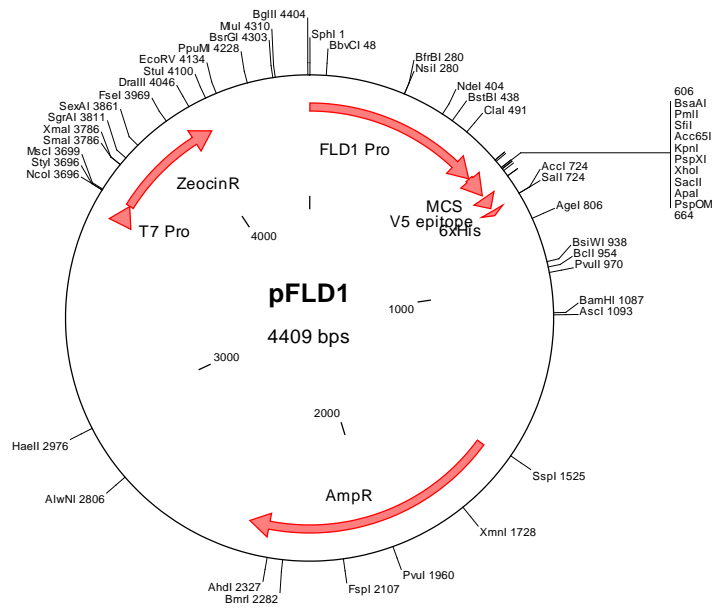 BglII 4404
MluI 4310
BsrGI 4303
PpuMI 4228
EcoRV 4134
StuI 4100
DraIII 4046
FseI 3969
SexAI 3861
SgrAI 3811
XmaI 3786
SmaI 3786
MscI 3699
StyI 3696
NcoI 3696
SphI 1
BbvCI 48
BfrBI 280
NsiI 280
NdeI 404
BstBI 438
ClaI 491
606
BsaAI
PmlI
SfiI
Acc65I
KpnI
PspXI
XhoI
SacII
ApaI
PspOM
664
AccI 724
SalI 724
AgeI 806
BsiWI 938
BclI 954
PvuII 970
BamHI 1087
AscI 1093
FLD1 Pro
MCS
V5 epitope
6xHis
ZeocinR
T7 Pro
4000
1000
pFLD1
4409 bps
3000
2000
AmpR
HaeII 2976
AlwNI 2806
AhdI 2327
BmrI 2282
FspI 2107
PvuI 1960
XmnI 1728
SspI 1525